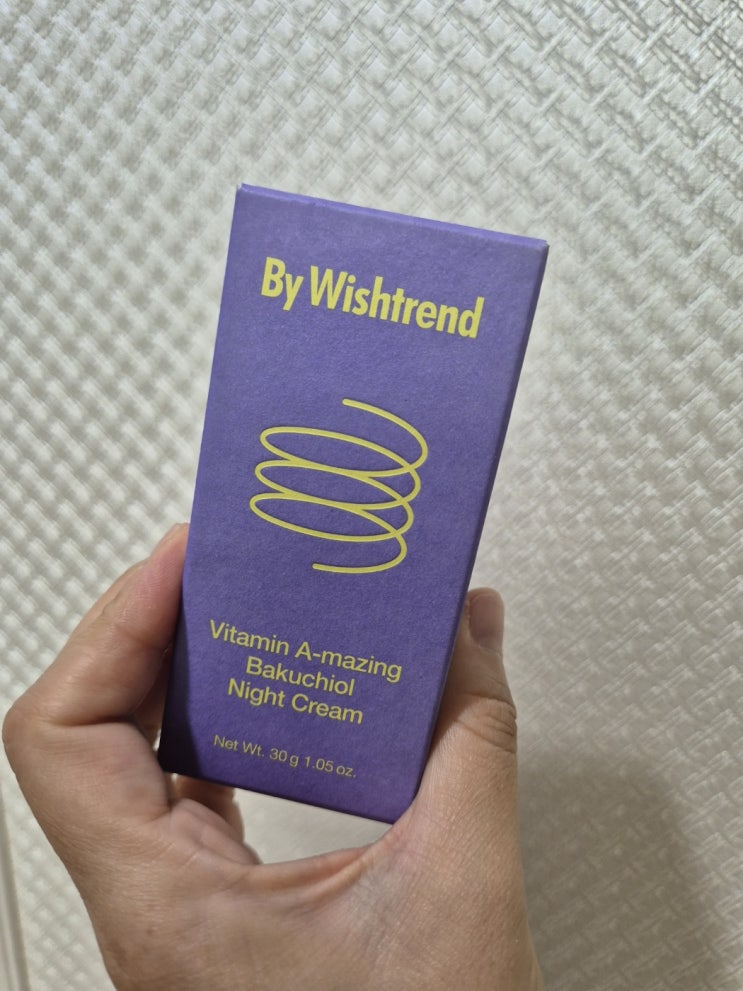 By Wishtrend
Vitamin A-mazing
Bakuchiol
Night Cream
Net Wt. 30 g 1.05 oz.